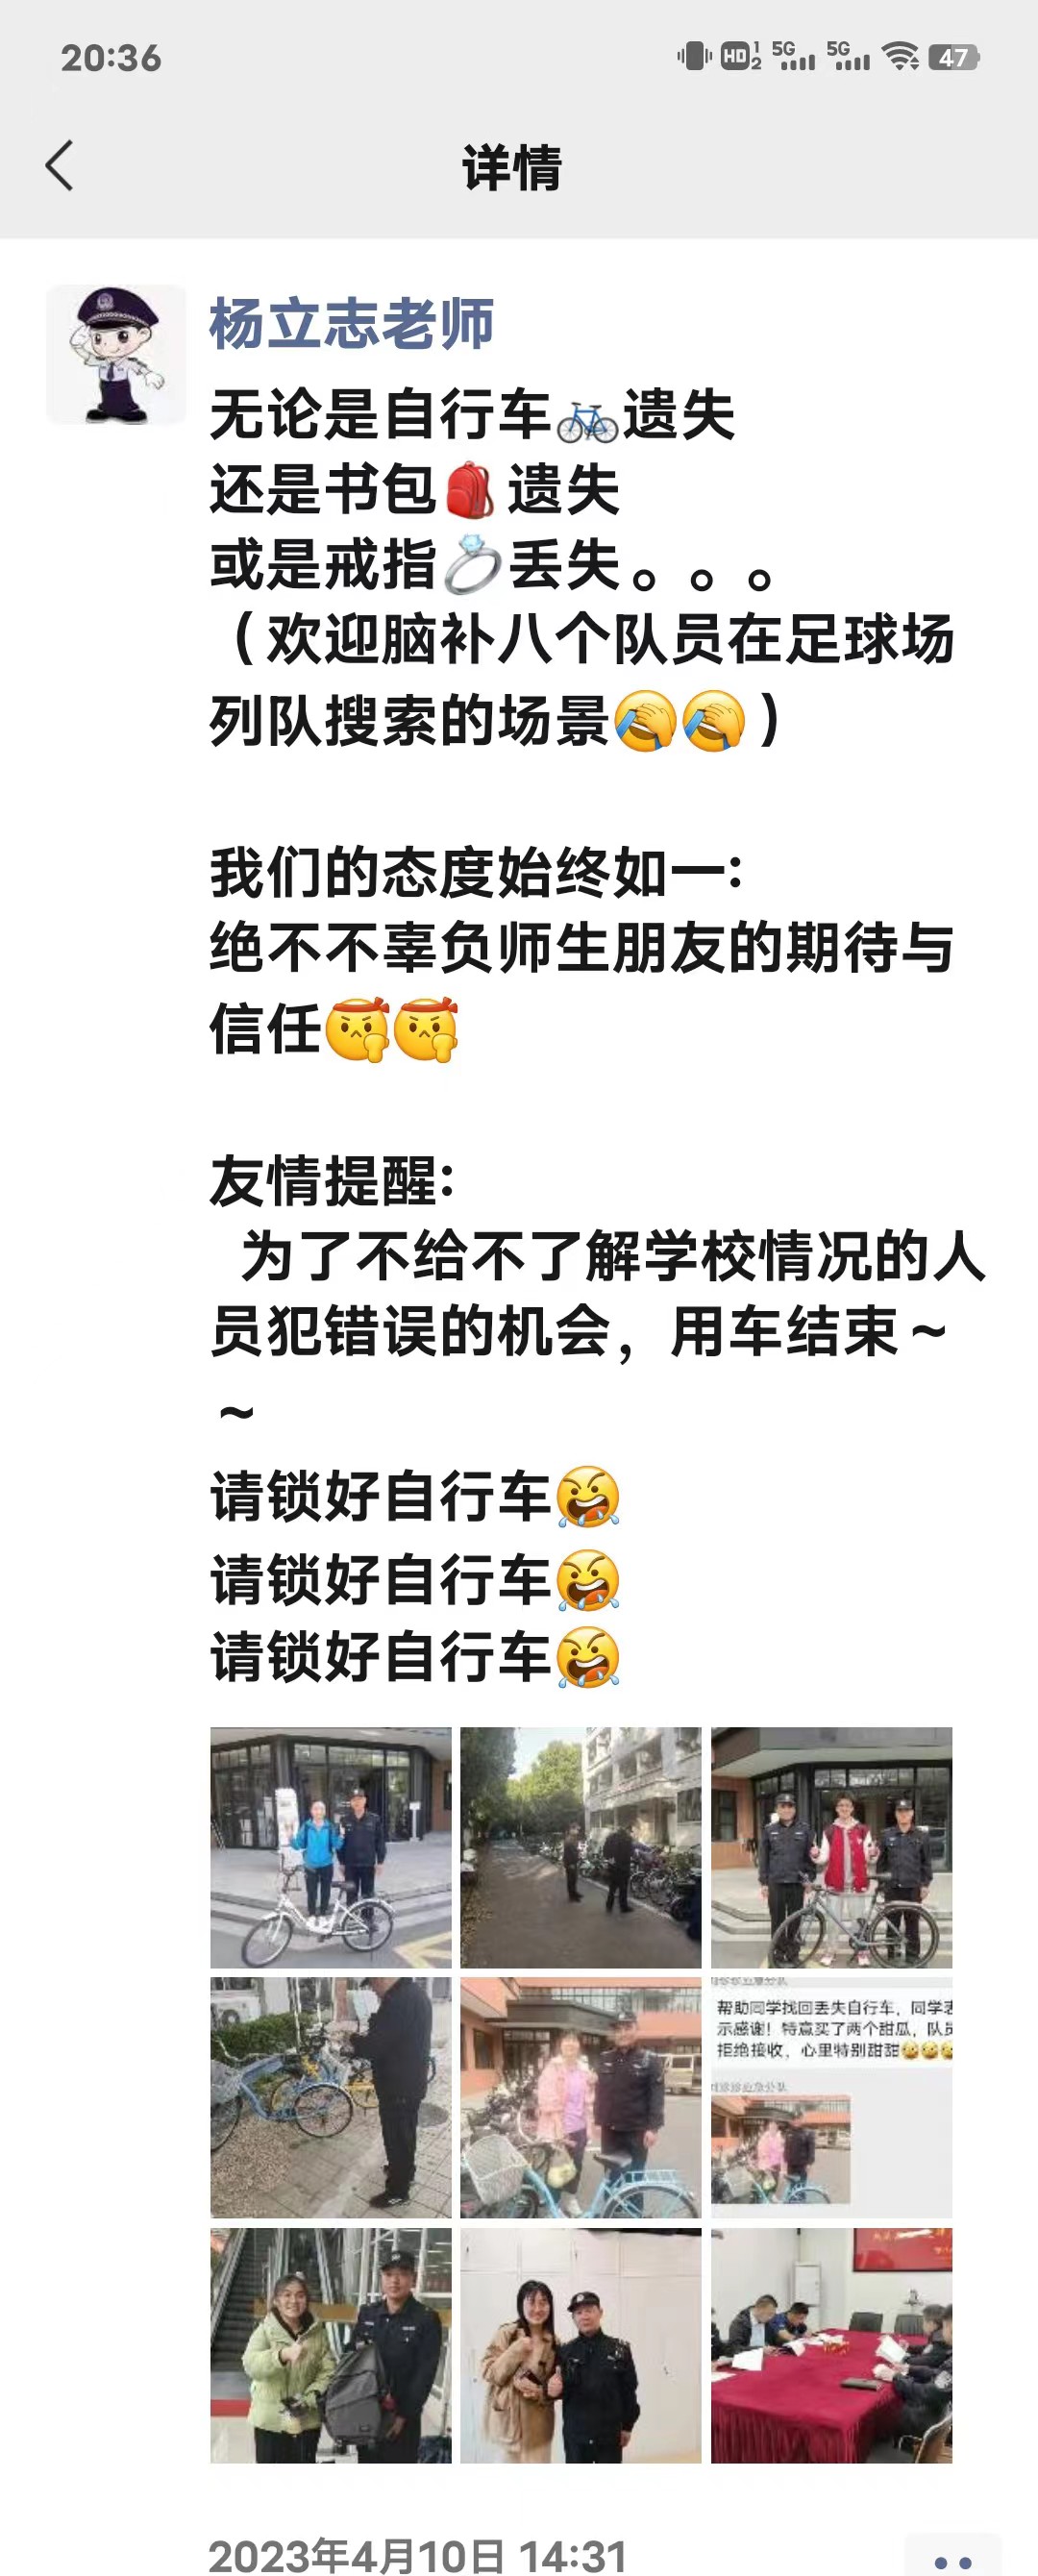 20:36
HD 1 2 5G 5G 47
详情
杨立志老师
无论是自行车🚲遗失
还是书包🎒遗失
或是戒指💍丢失。。。
（欢迎脑补八个队员在足球场
列队搜索的场景🤦🤦）
我们的态度始终如一:
绝不不辜负师生朋友的期待与
信任
友情提醒:
为了不给不了解学校情况的人
员犯错误的机会，用车结束~
~
请锁好自行车
请锁好自行车
请锁好自行车
帮助同学找回丢失自行车，同学表
示感谢！特意买了两个甜瓜，队员
拒绝接收，心里特别甜甜
2023年4月10日 14:31